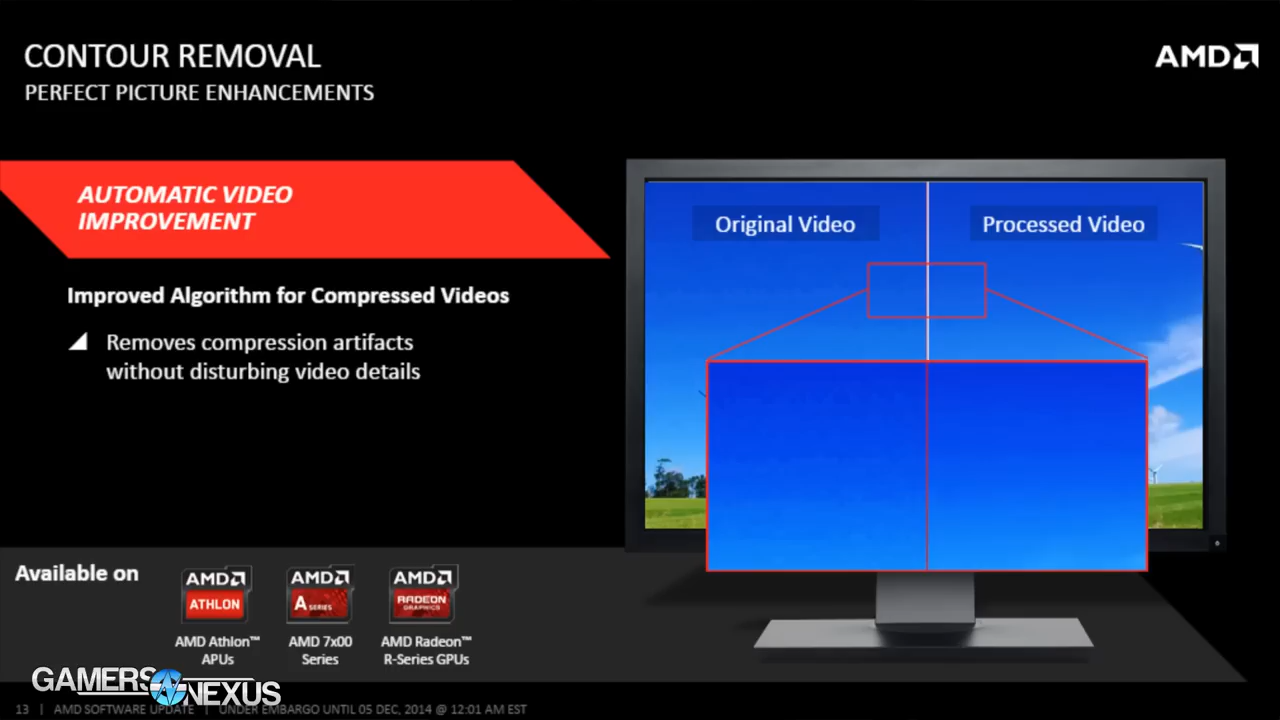 CONTOUR REMOVAL
PERFECT PICTURE ENHANCEMENTS
AMD
AUTOMATIC VIDEO
IMPROVEMENT
Improved Algorithm for Compressed Videos
Removes compression artifacts
without disturbing video details
Original Video
Processed Video
Available on
AMD
ATHLON
AMD Athlon™
APUs
AMD
A SERIES
AMD 7x00
Series
AMD
RADEON
GRAPHICS
AMD Radeon™
R-Series GPUs
GAMERS
NEXUS
13 | AMD SOFTWARE UPDATE | UNDER EMBARGO UNTIL 05 DEC, 2014 @ 12:01 AM EST